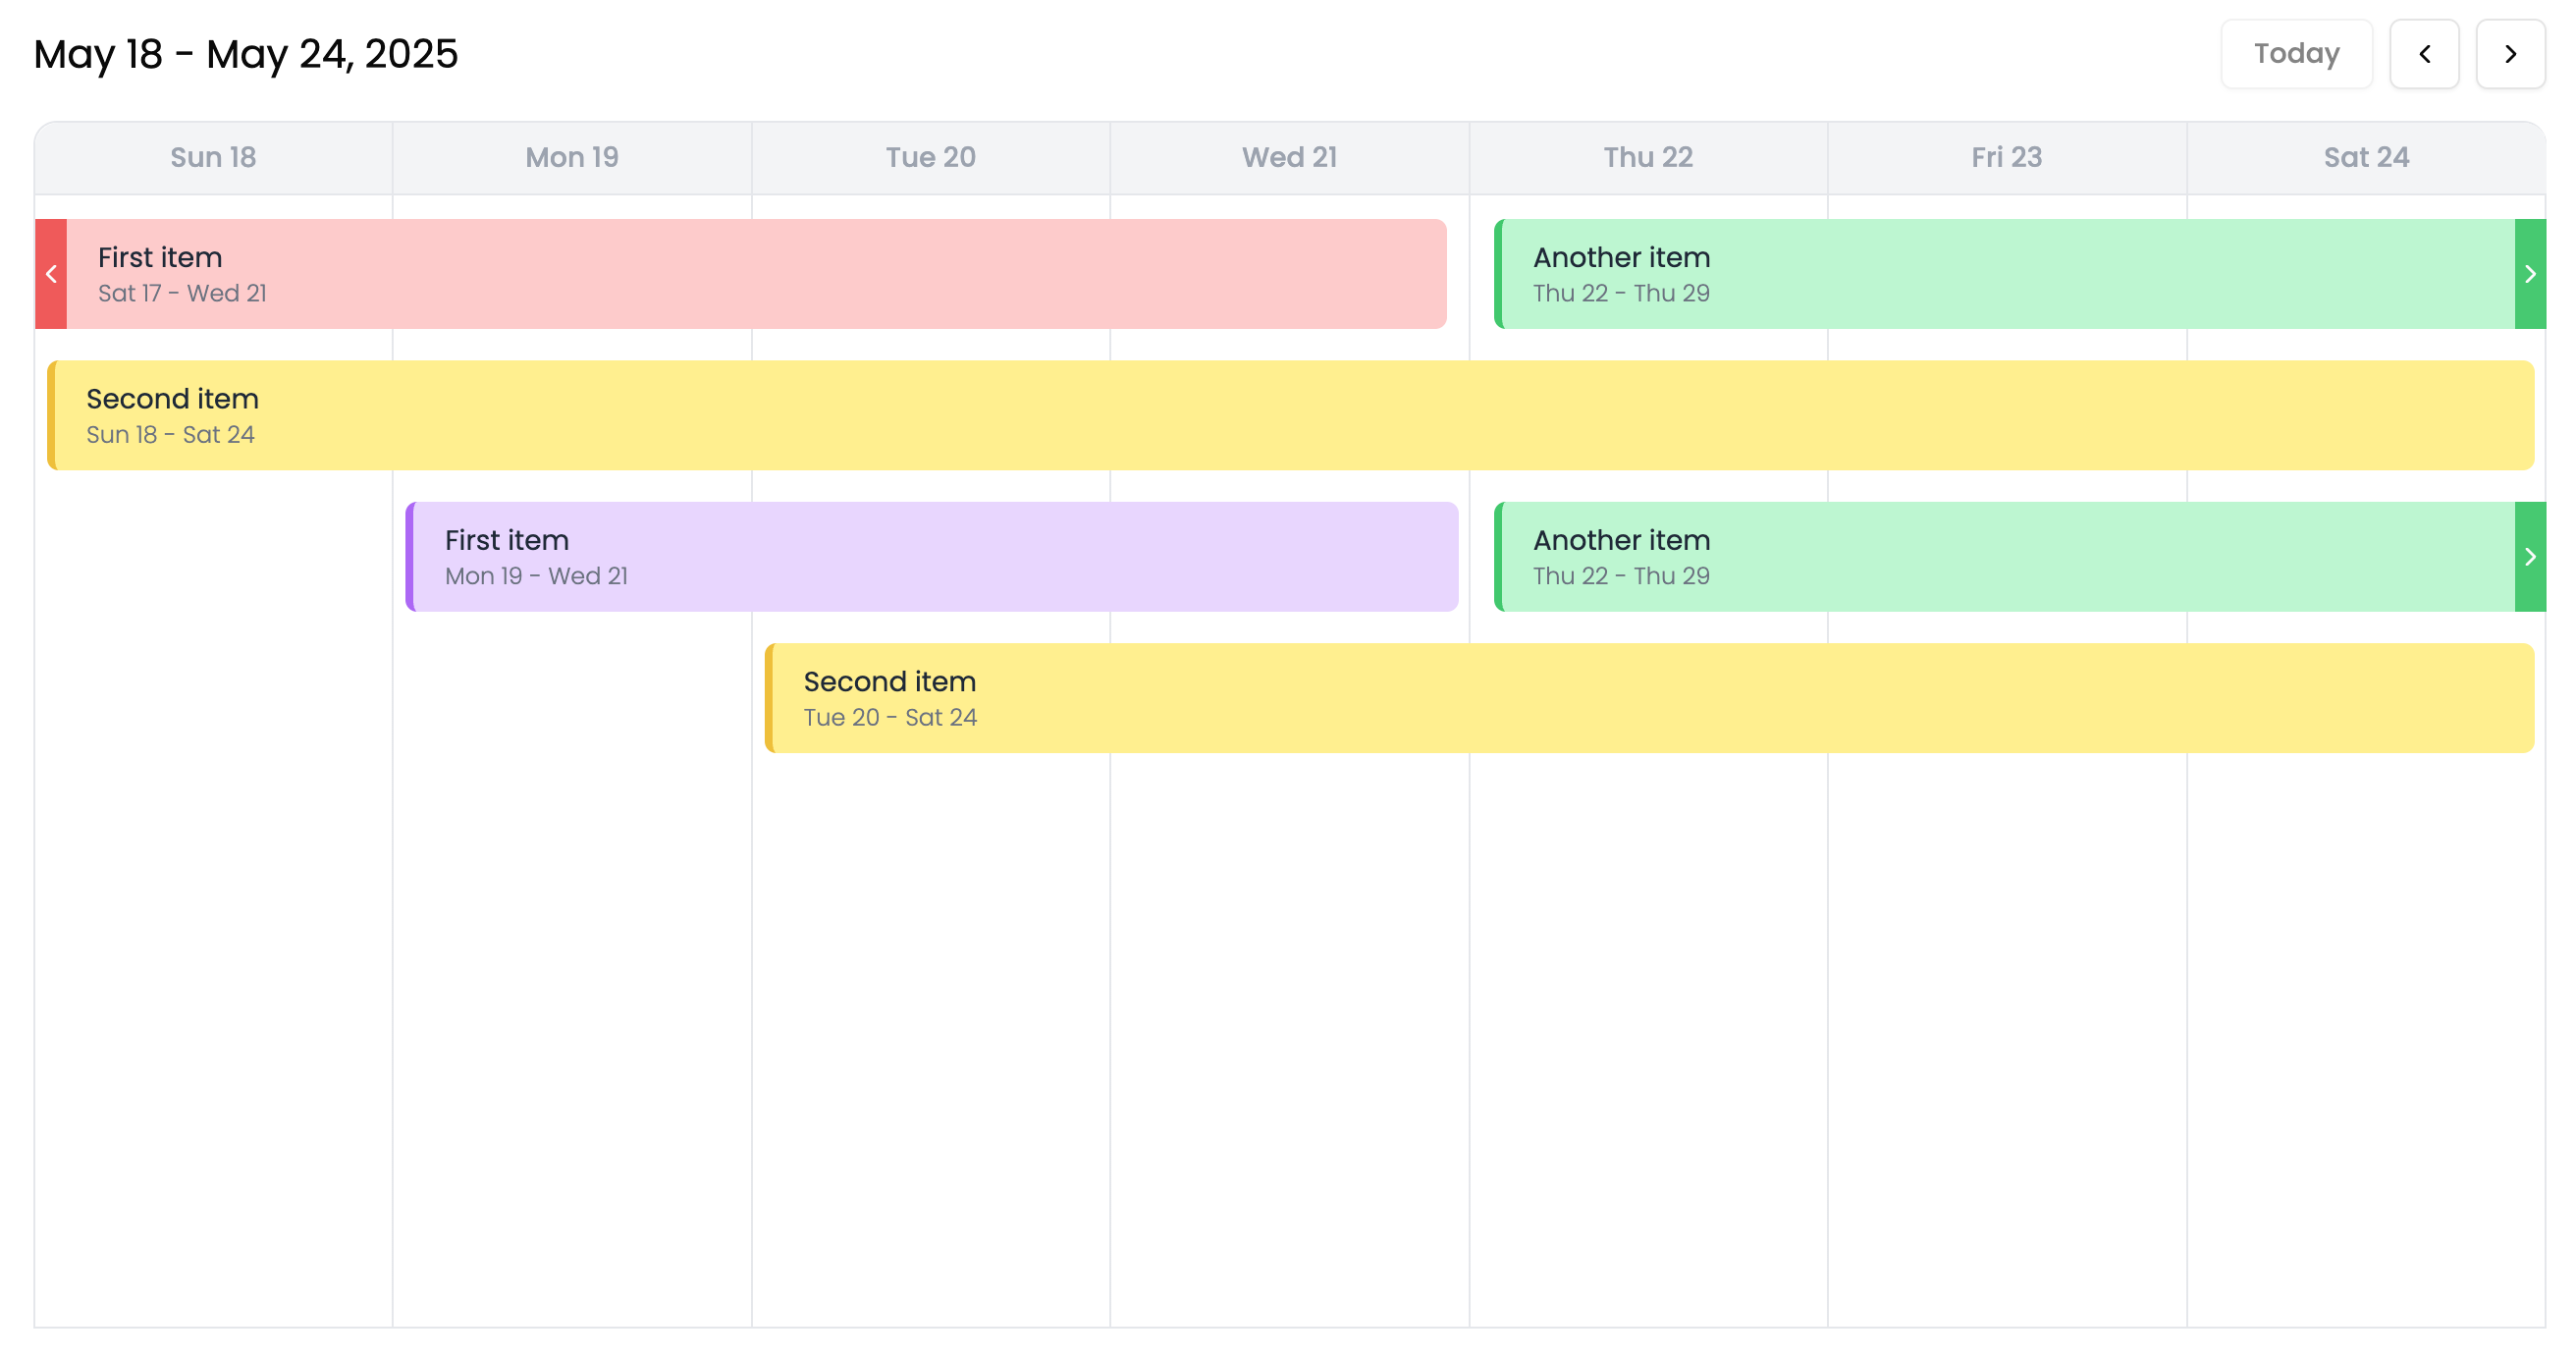 May 18 - May 24, 2025
Today
Sun 18
Mon 19
Tue 20
Wed 21
Thu 22
Fri 23
Sat 24
First item
Sat 17 - Wed 21
Another item
Thu 22 - Thu 29
Second item
Sun 18 - Sat 24
First item
Mon 19 - Wed 21
Another item
Thu 22 - Thu 29
Second item
Tue 20 - Sat 24